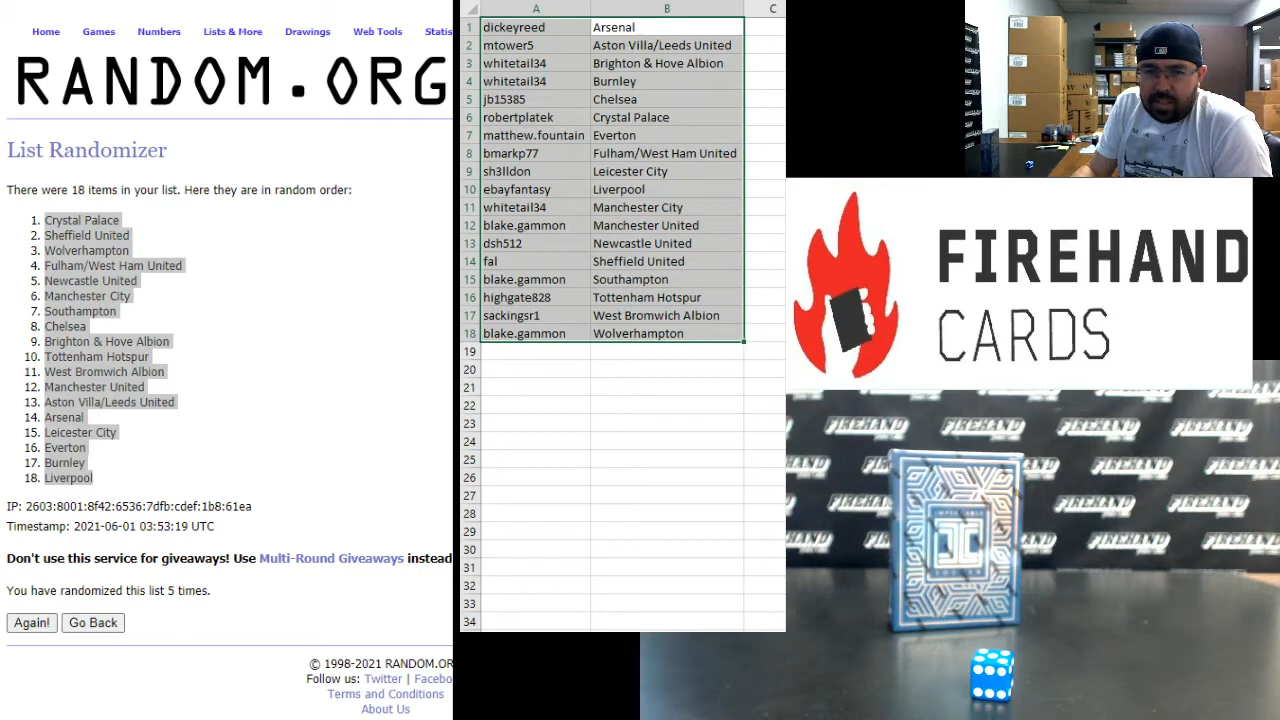 Home Games Numbers Lists & More Drawings Web Tools Statis
RANDOM.ORG
List Randomizer
There were 18 items in your list. Here they are in random order:
1. Crystal Palace
2. Sheffield United
3. Wolverhampton
4. Fulham/West Ham United
5. Newcastle United
6. Manchester City
7. Southampton
8. Chelsea
9. Brighton & Hove Albion
10. Tottenham Hotspur
11. West Bromwich Albion
12. Manchester United
13. Aston Villa/Leeds United
14. Arsenal
15. Leicester City
16. Everton
17. Burnley
18. Liverpool
IP: 2603:8001:8f42:6536:7dfb:cdef:1b8:61ea
Timestamp: 2021-06-01 03:53:19 UTC
Don't use this service for giveaways! Use Multi-Round Giveaways instead
You have randomized this list 5 times.
Again! Go Back
© 1998-2021 RANDOM.OR
Follow us: Twitter | Facebo
Terms and Conditions
About Us
A B C
1 dickeyreed Arsenal
2 mtower5 Aston Villa/Leeds United
3 whitetail34 Brighton & Hove Albion
4 whitetail34 Burnley
5 jb15385 Chelsea
6 robertplatek Crystal Palace
7 matthew.fountain Everton
8 bmarkp77 Fulham/West Ham United
9 sh3lldon Leicester City
10 ebayfantasy Liverpool
11 whitetail34 Manchester City
12 blake.gammon Manchester United
13 dsh512 Newcastle United
14 fal Sheffield United
15 blake.gammon Southampton
16 highgate828 Tottenham Hotspur
17 sackingsr1 West Bromwich Albion
18 blake.gammon Wolverhampton
19
20
21
22
23
24
25
26
27
28
29
30
31
32
33
34
FIREHAND
CARDS
FIREHAND
FIREHAND
FIREHAND
FIREHAND
IMPECCABLE
SOCCER